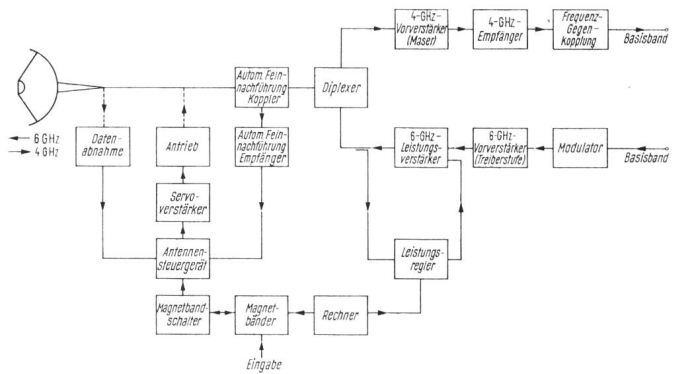 4-GHz-
Vorverstärker
(Maser)
4-GHz-
Empfänger
Frequenz-
Gegen-
Kopplung
Basisband
Autom. Fein-
nachführung
Koppler
Diplexer
6 GHz
4 GHz
Daten-
abnahme
Antrieb
Autom. Fein-
nachführung
Empfänger
6-GHz-
Leistungs-
verstärker
6-GHz-
Vorverstärker
(Treiberstufe)
Modulator
Basisband
Servo-
verstärker
Antennen-
steuergerät
Leistungs-
regler
Magnetband-
schalter
Magnet-
bänder
Rechner
Eingabe